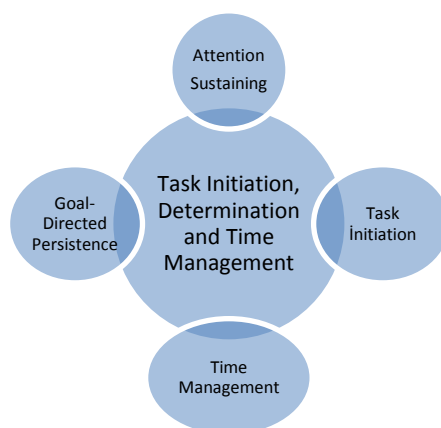 Attention
Sustaining
Task Initiation,
Determination
and Time
Management
Goal-
Directed
Persistence
Task
İnitiation
Time
Management